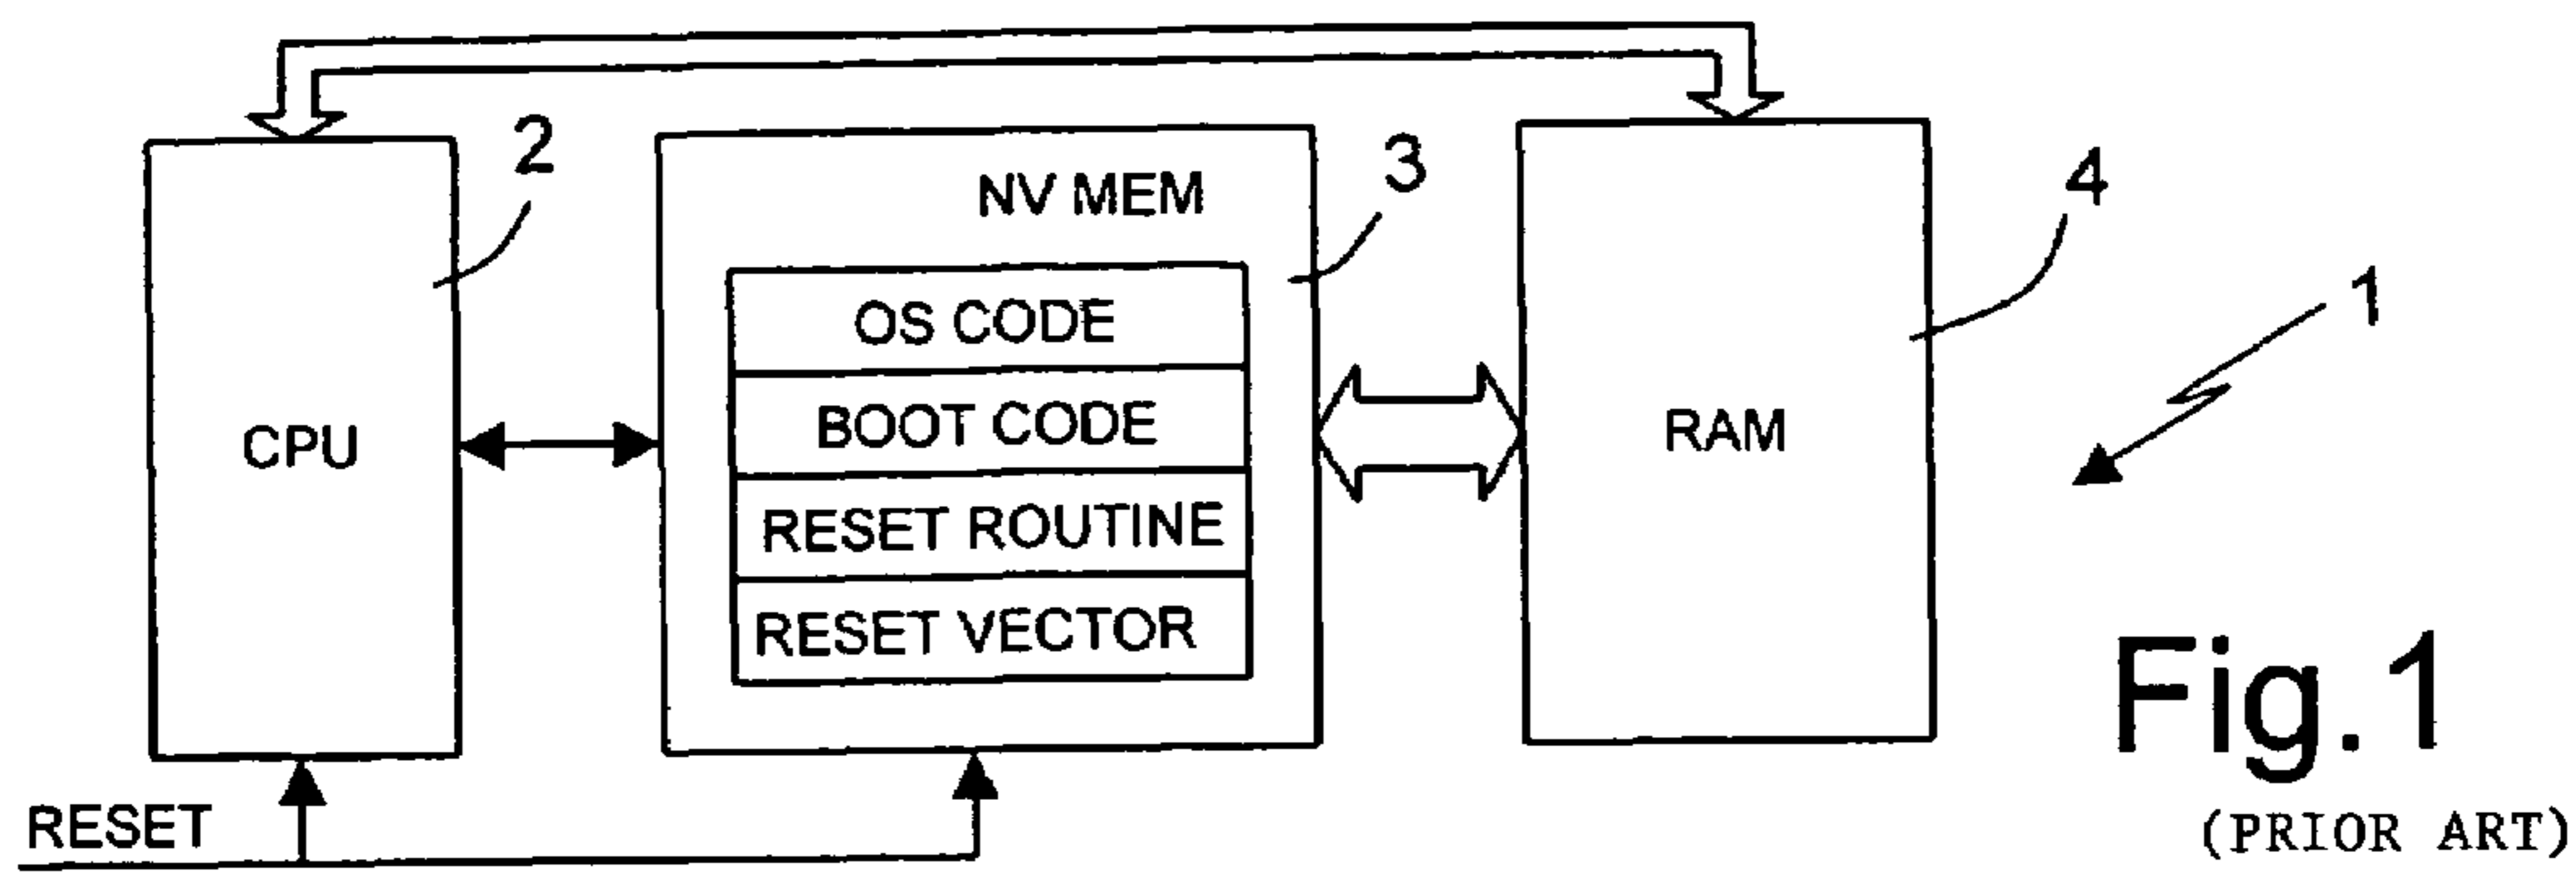 2
3
4
1
NV MEM
OS CODE
BOOT CODE
RESET ROUTINE
RESET VECTOR
CPU
RAM
RESET
Fig.1
(PRIOR ART)